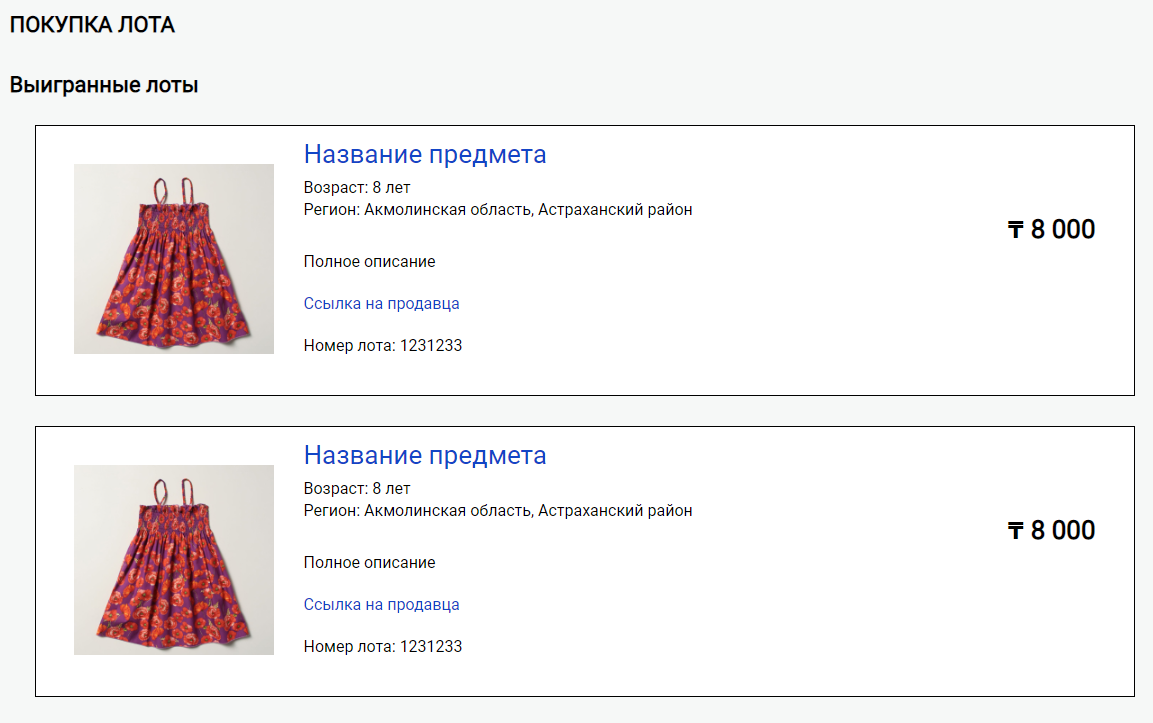 ПОКУПКА ЛОТА
Выигранные лоты
Название предмета
Возраст: 8 лет
Регион: Акмолинская область, Астраханский район
₸ 8 000
Полное описание
Ссылка на продавца
Номер лота: 1231233
Название предмета
Возраст: 8 лет
Регион: Акмолинская область, Астраханский район
₸ 8 000
Полное описание
Ссылка на продавца
Номер лота: 1231233